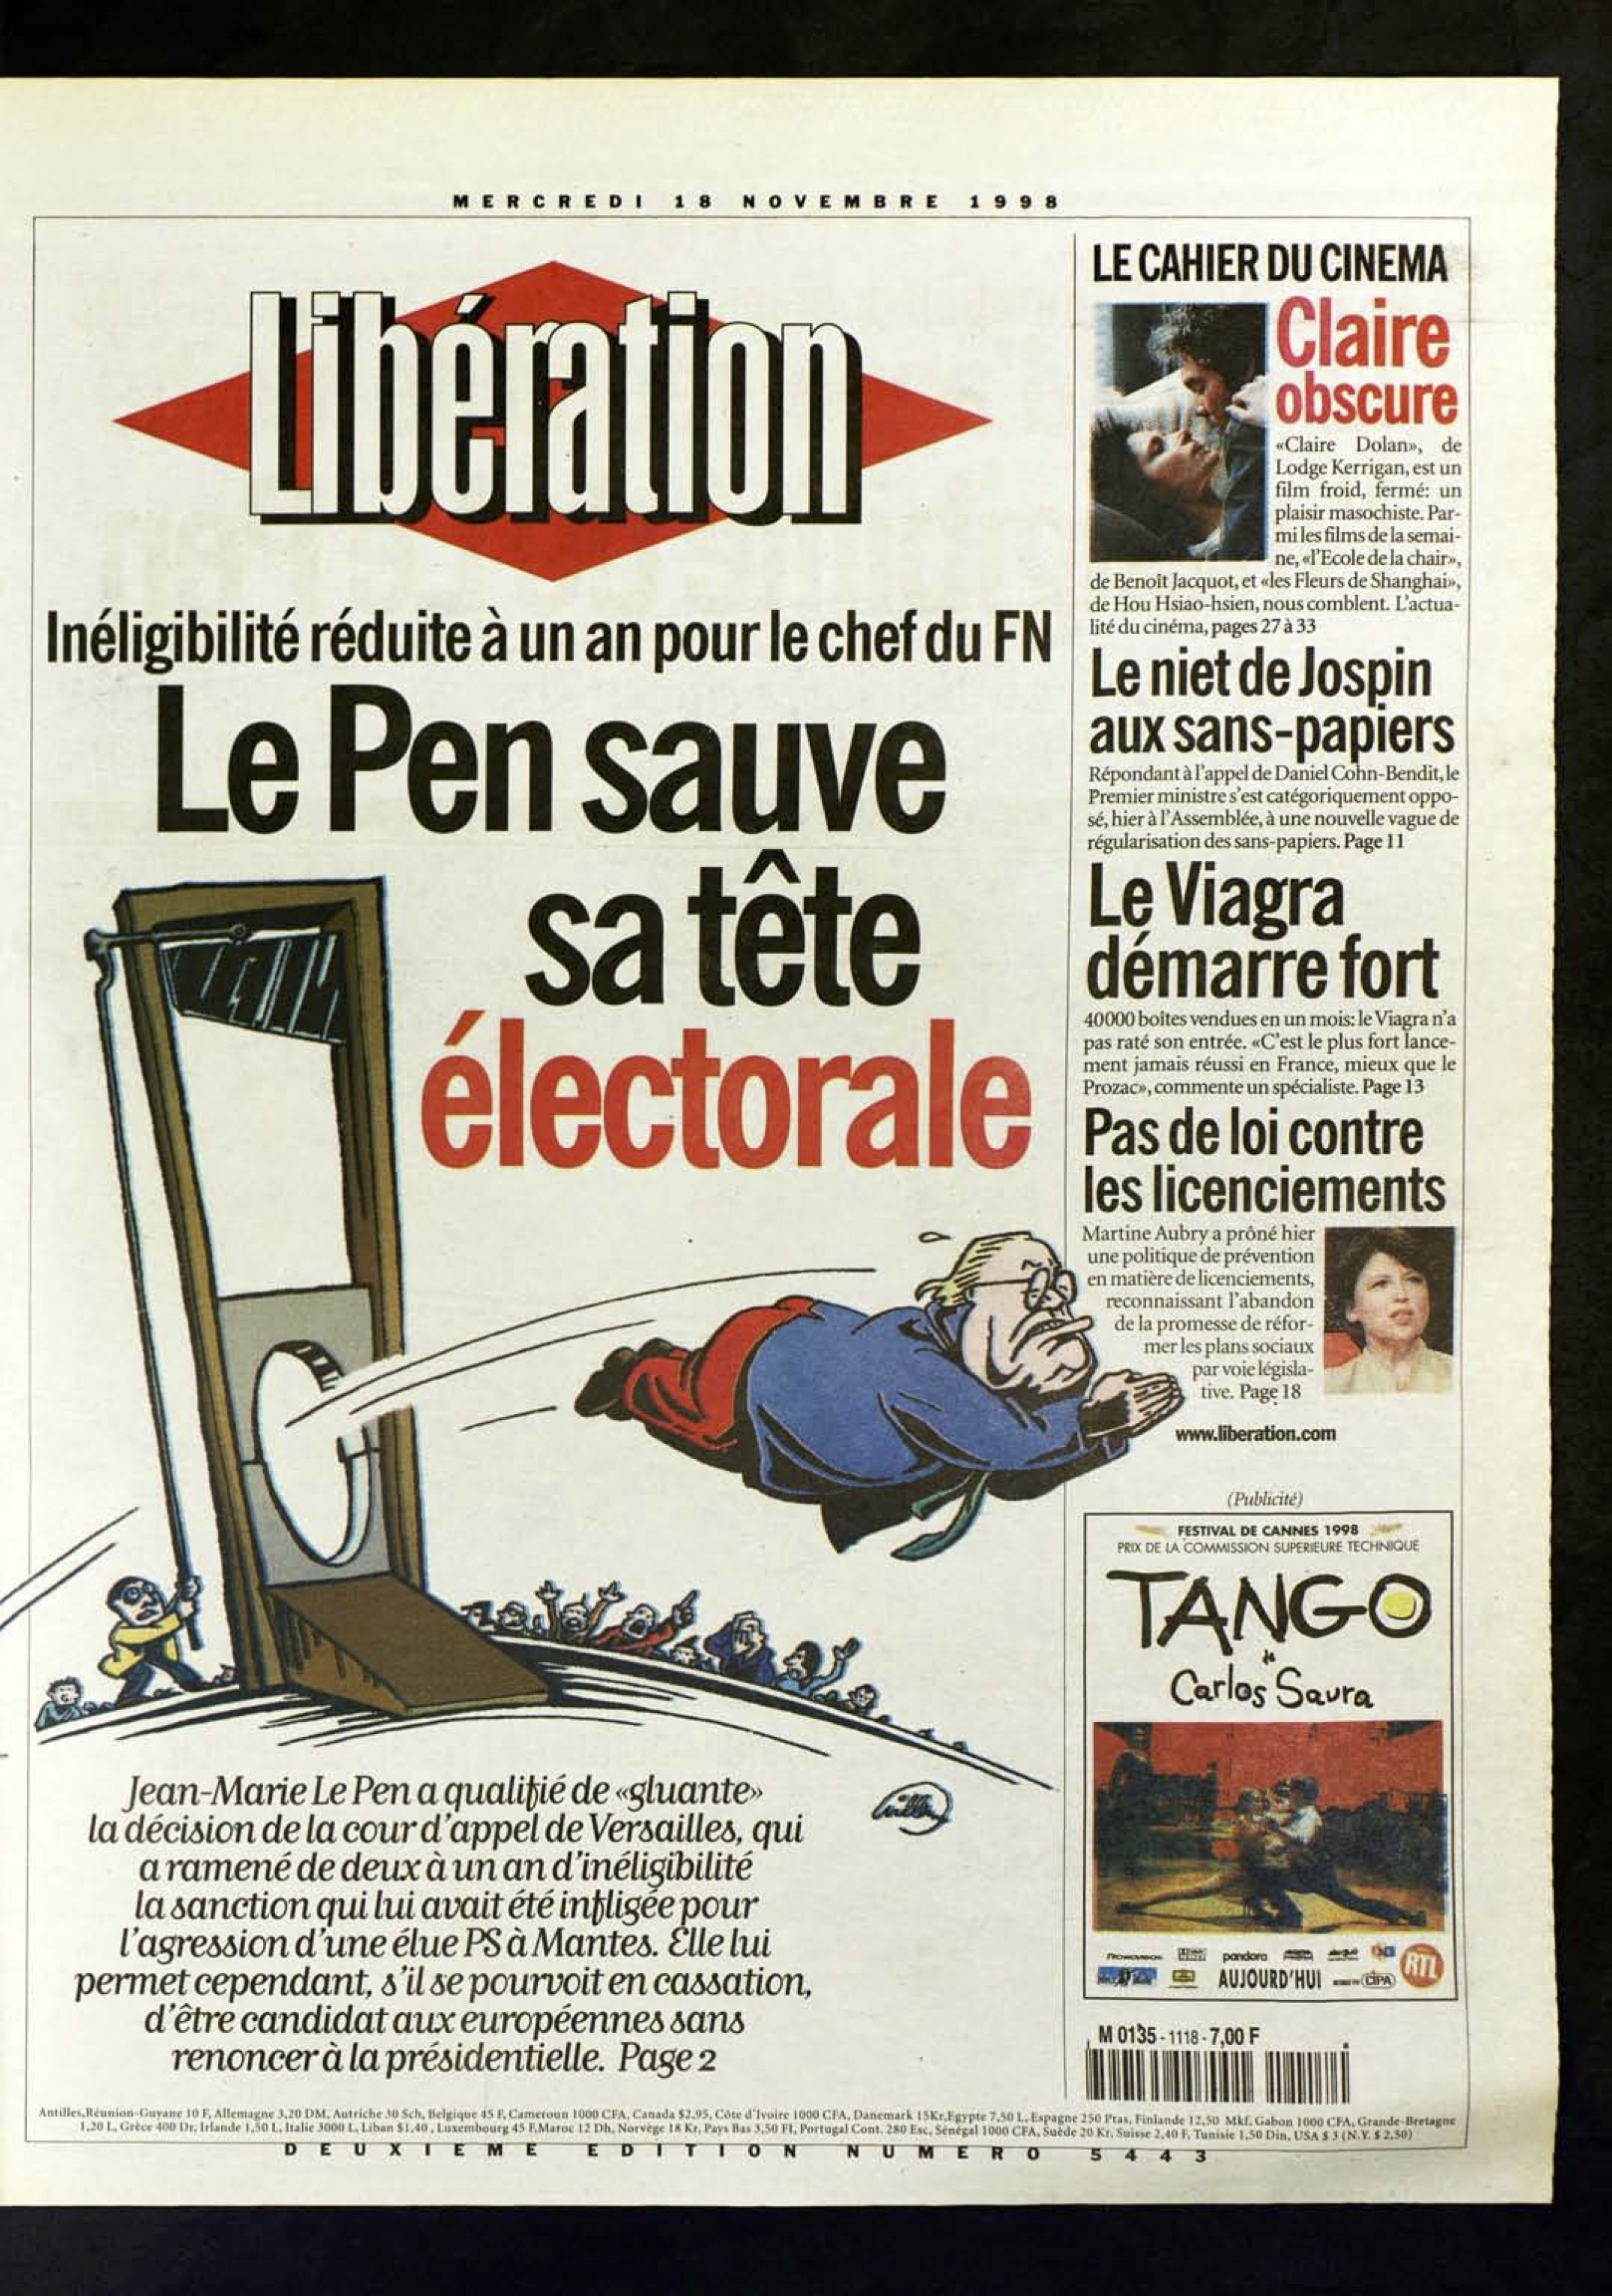 MERCREDI 18 NOVEMBRE 1998
Libération
Inéligibilité réduite à un an pour le chef du FN
Le Pen sauve
sa tête
électorale
Jean-Marie Le Pen a qualifié de «gluante»
la décision de la cour d'appel de Versailles, qui
a ramené de deux à un an d'inéligibilité
la sanction qui lui avait été infligée pour
l'agression d'une élue PS à Mantes. Elle lui
permet cependant, s'il se pourvoit en cassation,
d'être candidat aux européennes sans
renoncer à la présidentielle. Page 2
LE CAHIER DU CINEMA
Claire
obscure
«Claire Dolan», de
Lodge Kerrigan, est un
film froid, fermé: un
plaisir masochiste. Par-
mi les films de la semai-
ne, «l'Ecole de la chair»,
de Benoît Jacquot, et «les Fleurs de Shanghai»,
de Hou Hsiao-hsien, nous comblent. L'actua-
lité du cinéma, pages 27 à 33
Le niet de Jospin
aux sans-papiers
Répondant à l'appel de Daniel Cohn-Bendit, le
Premier ministre s'est catégoriquement oppo-
sé, hier à l'Assemblée, à une nouvelle vague de
régularisation des sans-papiers. Page 11
Le Viagra
démarre fort
40000 boîtes vendues en un mois: le Viagra n'a
pas raté son entrée. «C'est le plus fort lance-
ment jamais réussi en France, mieux que le
Prozac», commente un spécialiste. Page 13
Pas de loi contre
les licenciements
Martine Aubry a prôné hier
une politique de prévention
en matière de licenciements,
reconnaissant l'abandon
de la promesse de réfor-
mer les plans sociaux
par voie législa-
tive. Page 18
www.liberation.com
(Publicité)
FESTIVAL DE CANNES 1998
PRIX DE LA COMMISSION SUPERIEURE TECHNIQUE
TANGO
de
Carlos Saura
pandora
AUJOURD'HUI
CIPA
RTL
M 0135 - 1118 - 7,00 F
Antilles,Réunion-Guyane 10 F, Allemagne 3,20 DM, Autriche 30 Sch, Belgique 45 F, Cameroun 1000 CFA, Canada $2.95, Côte d'Ivoire 1000 CFA, Danemark 15Kr,Egypte 7,50 L, Espagne 250 Ptas, Finlande 12,50 Mkf, Gabon 1000 CFA, Grande-Bretagne
1,20 L, Grèce 400 Dr, Irlande 1,50 L, Italie 3000 L, Liban $1,40 , Luxembourg 45 F,Maroc 12 Dh, Norvège 18 Kr, Pays Bas 3,50 Fl, Portugal Cont. 280 Esc, Sénégal 1000 CFA, Suède 20 Kr, Suisse 2,40 F, Tunisie 1,50 Din, USA $ 3 (N.Y. $ 2,50)
DEUXIEME EDITION NUMERO 5443